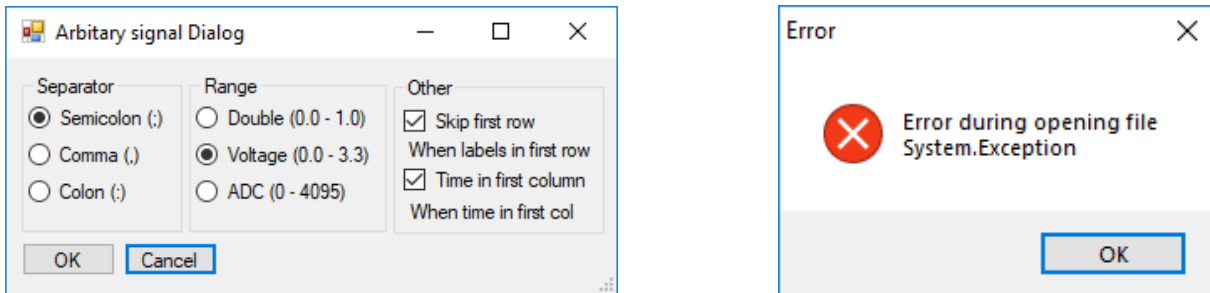 Arbitary signal Dialog
Separator
Semicolon (;)
Comma (,)
Colon (:)
Range
Double (0.0 - 1.0)
Voltage (0.0 - 3.3)
ADC (0 - 4095)
Other
Skip first row
When labels in first row
Time in first column
When time in first col
OK
Cancel
Error
Error during opening file
System.Exception
OK